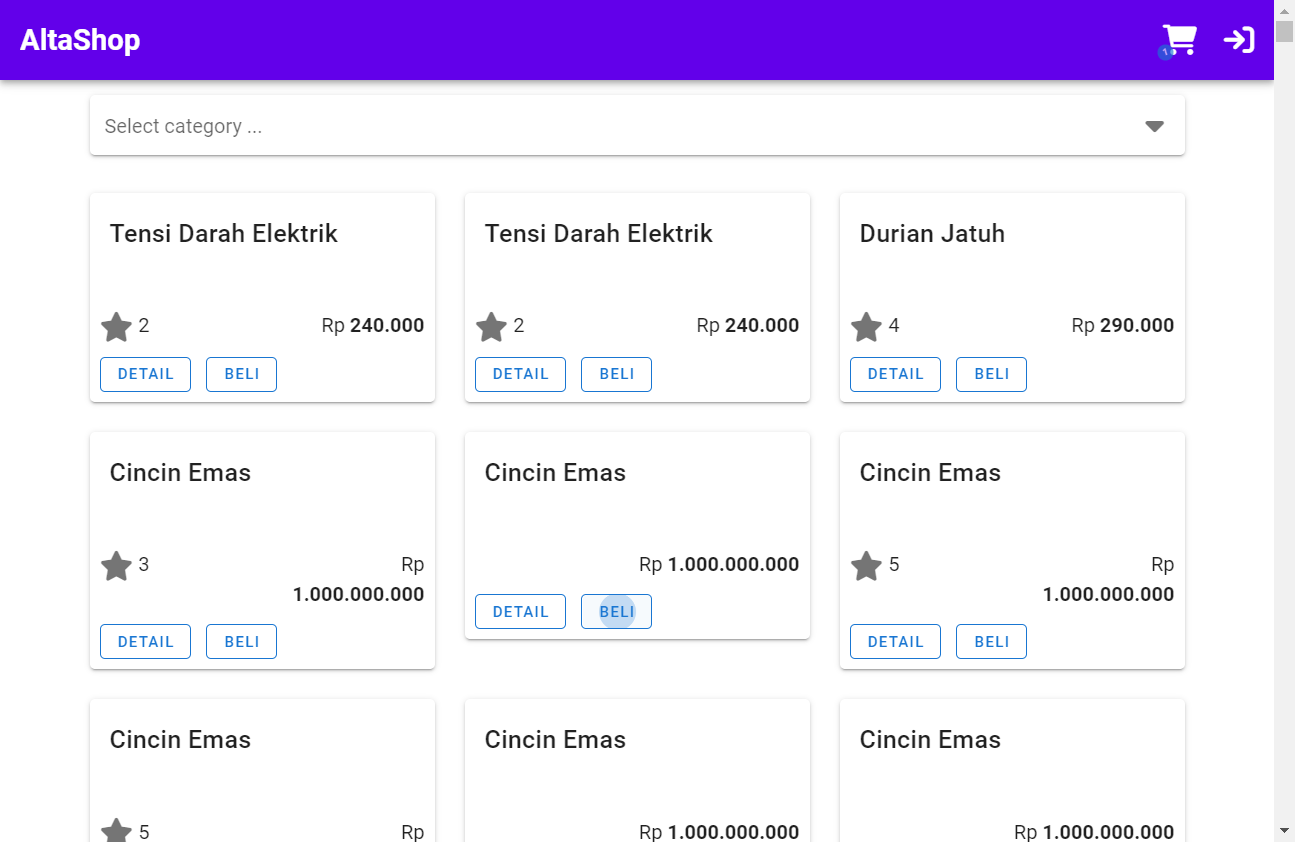 AltaShop
1
Select category ...
Tensi Darah Elektrik
2
Rp 240.000
DETAIL
BELI
Tensi Darah Elektrik
2
Rp 240.000
DETAIL
BELI
Durian Jatuh
4
Rp 290.000
DETAIL
BELI
Cincin Emas
3
Rp
1.000.000.000
DETAIL
BELI
Cincin Emas
Rp 1.000.000.000
DETAIL
BELI
Cincin Emas
5
Rp
1.000.000.000
DETAIL
BELI
Cincin Emas
5
Rp
Cincin Emas
Rp 1.000.000.000
Cincin Emas
Rp 1.000.000.000